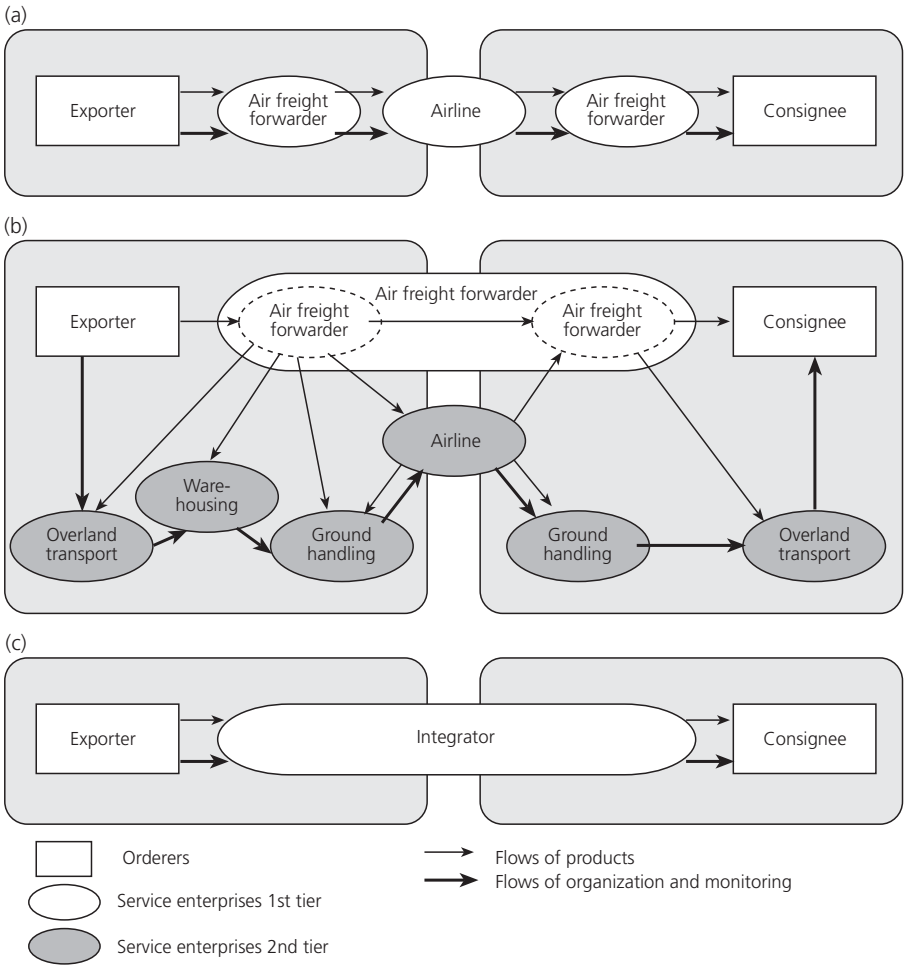 (a)
Exporter
Air freight
forwarder
Airline
Air freight
forwarder
Consignee
(b)
Exporter
Air freight forwarder
Air freight
forwarder
Air freight
forwarder
Consignee
Airline
Ware-
housing
Overland
transport
Ground
handling
Ground
handling
Overland
transport
(c)
Exporter
Integrator
Consignee
Orderers
Service enterprises 1st tier
Service enterprises 2nd tier
Flows of products
Flows of organization and monitoring